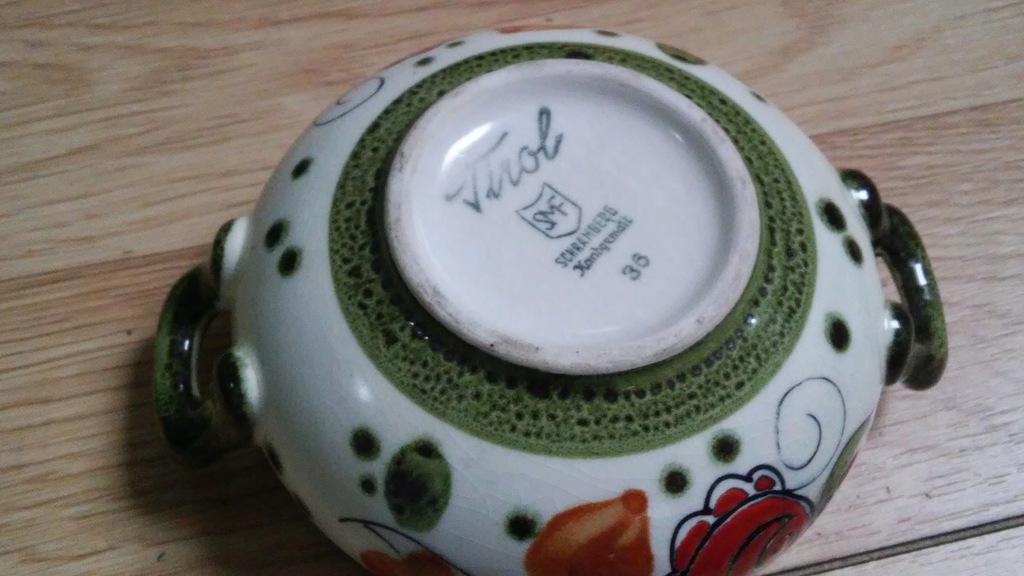 Tirol
SMF
SCHRAMBERG
Handgemalt
36